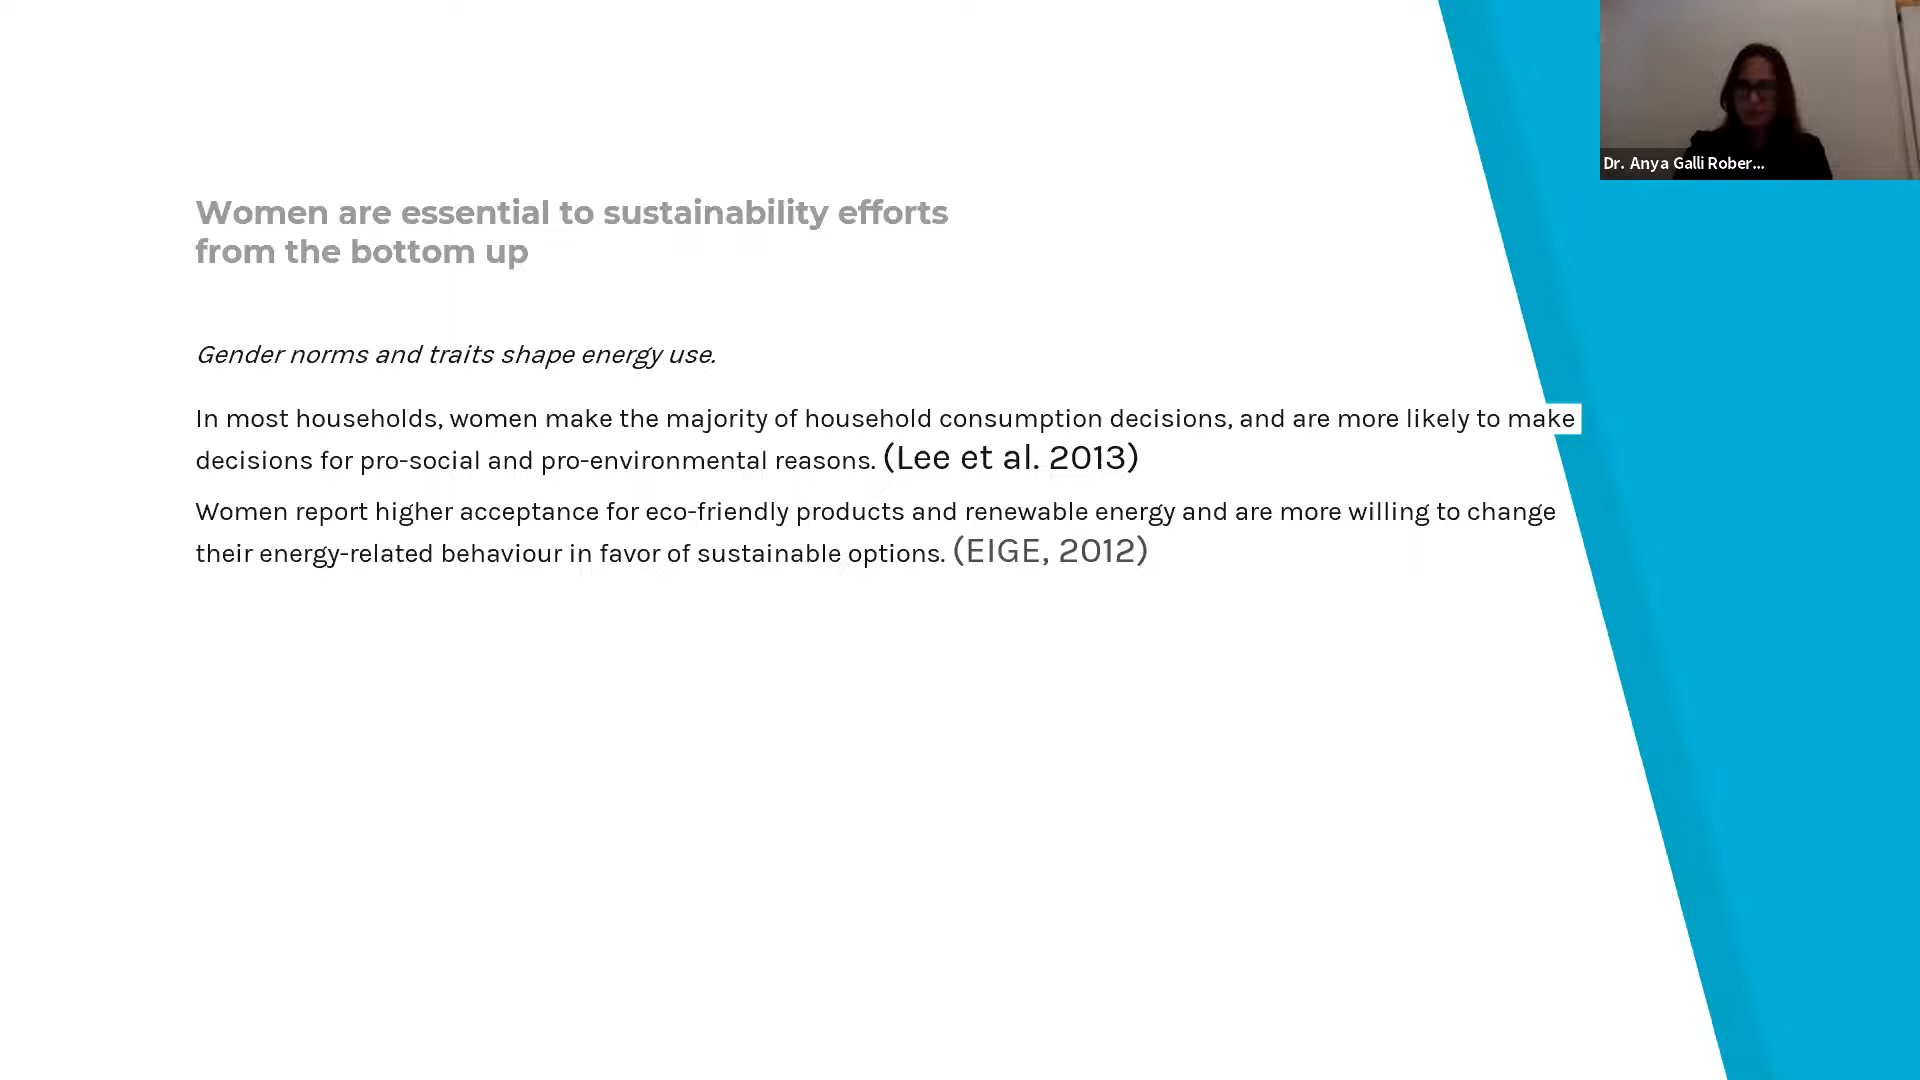 Women are essential to sustainability efforts
from the bottom up
Gender norms and traits shape energy use.
In most households, women make the majority of household consumption decisions, and are more likely to make
decisions for pro-social and pro-environmental reasons. (Lee et al. 2013)
Women report higher acceptance for eco-friendly products and renewable energy and are more willing to change
their energy-related behaviour in favor of sustainable options. (EIGE, 2012)
Dr. Anya Galli Rober...